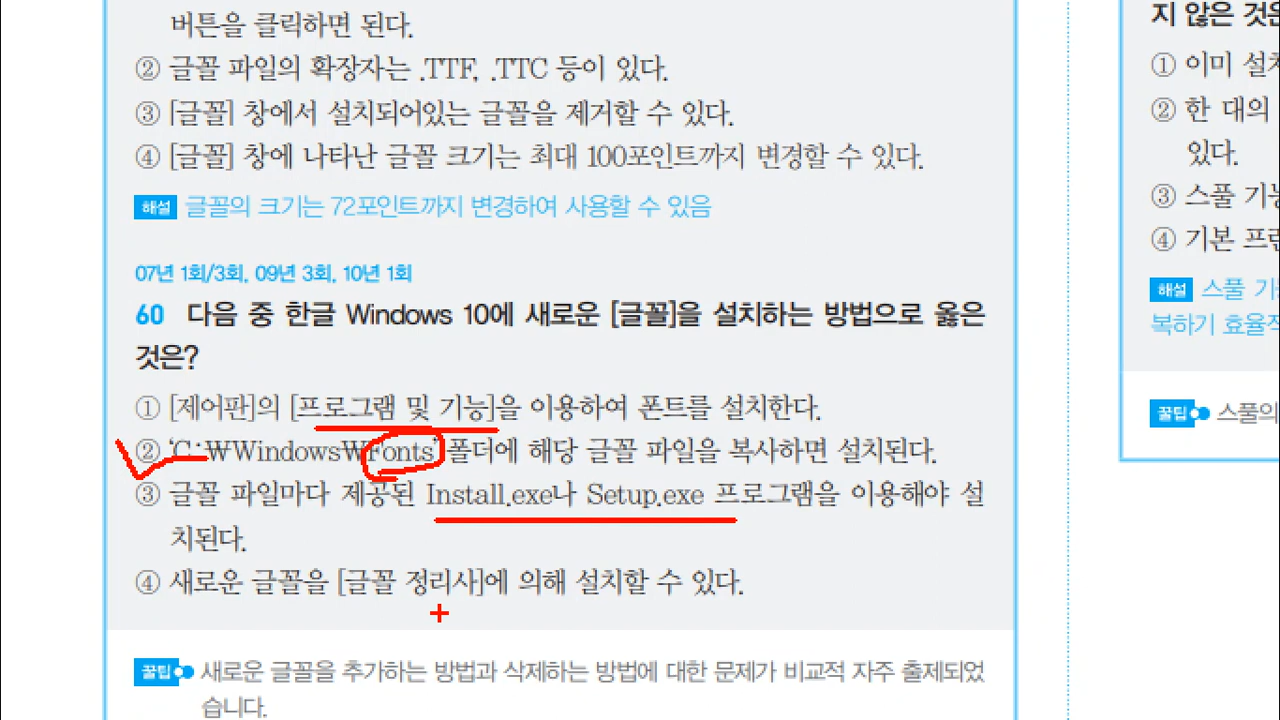 버튼을 클릭하면 된다.
② 글꼴 파일의 확장자는 .TTF, .TTC 등이 있다.
③ [글꼴] 창에서 설치되어있는 글꼴을 제거할 수 있다.
④ [글꼴] 창에 나타난 글꼴 크기는 최대 100포인트까지 변경할 수 있다.
해설 글꼴의 크기는 72포인트까지 변경하여 사용할 수 있음
07년 1회/3회, 09년 3회, 10년 1회
60 다음 중 한글 Windows 10에 새로운 [글꼴]을 설치하는 방법으로 옳은
것은?
① [제어판]의 [프로그램 및 기능]을 이용하여 폰트를 설치한다.
② ‘C:₩Windows₩Fonts’ 폴더에 해당 글꼴 파일을 복사하면 설치된다.
③ 글꼴 파일마다 제공된 Install.exe나 Setup.exe 프로그램을 이용해야 설
치된다.
④ 새로운 글꼴을 [글꼴 정리사]에 의해 설치할 수 있다.
꿀팁 새로운 글꼴을 추가하는 방법과 삭제하는 방법에 대한 문제가 비교적 자주 출제되었
습니다.
지 않은 것은
① 이미 설치
② 한 대의
있다.
③ 스풀 기능
④ 기본 프린
해설 스풀 기
복하기 효율적
꿀팁 스풀의